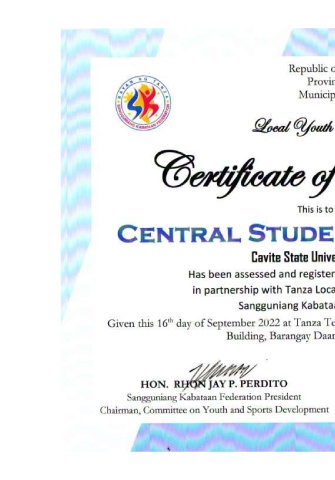 Republic o
Provin
Municip
Local Youth
Certificate of
This is to
CENTRAL STUDE
Cavite State Unive
Has been assessed and register
in partnership with Tanza Loca
Sangguniang Kabataa
Given this 16th day of September 2022 at Tanza Te
Building, Barangay Daan
HON. RHON JAY P. PERDITO
Sangguniang Kabataan Federation President
Chairman, Committee on Youth and Sports Development